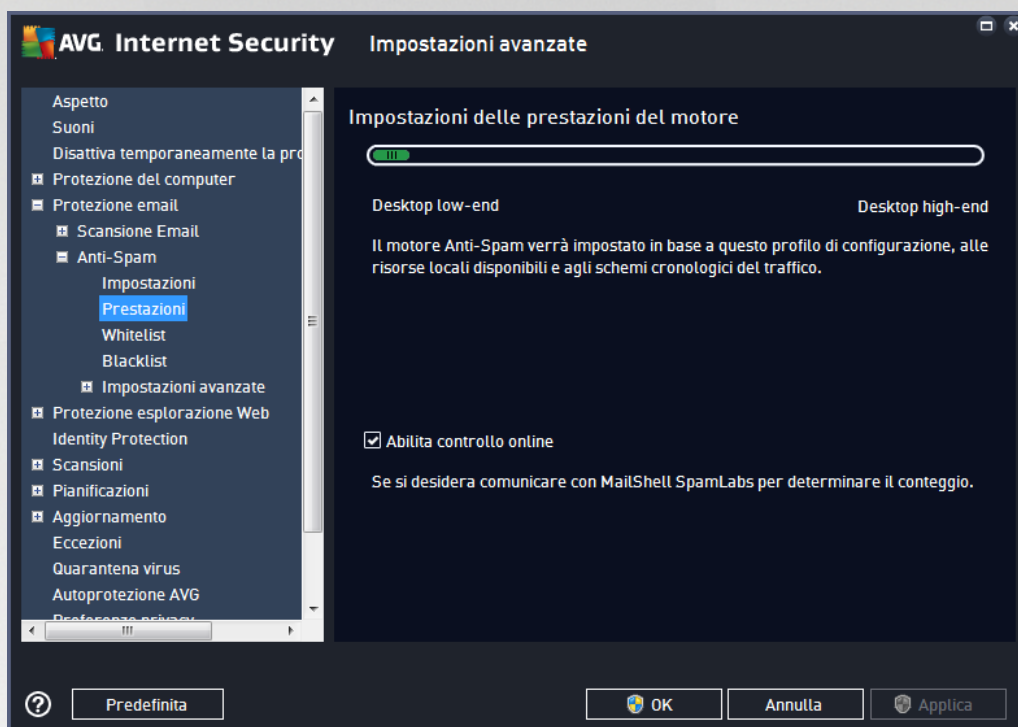 AVG. Internet Security Impostazioni avanzate
Aspetto
Suoni
Disattiva temporaneamente la pro
Protezione del computer
Protezione email
Scansione Email
Anti-Spam
Impostazioni
Prestazioni
Whitelist
Blacklist
Impostazioni avanzate
Protezione esplorazione Web
Identity Protection
Scansioni
Pianificazioni
Aggiornamento
Eccezioni
Quarantena virus
Autoprotezione AVG
Preferenze privacy
Impostazioni delle prestazioni del motore
Desktop low-end Desktop high-end
Il motore Anti-Spam verrà impostato in base a questo profilo di configurazione, alle
risorse locali disponibili e agli schemi cronologici del traffico.
Abilita controllo online
Se si desidera comunicare con MailShell SpamLabs per determinare il conteggio.
? Predefinita OK Annulla Applica